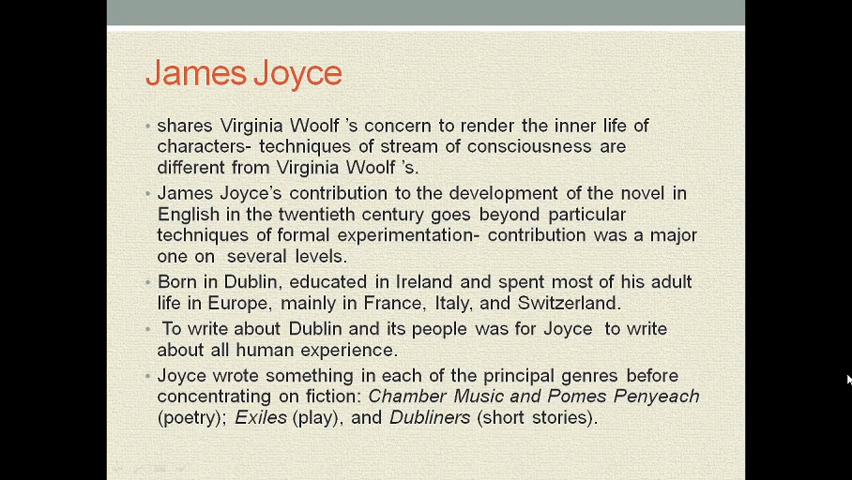 James Joyce
• shares Virginia Woolf 's concern to render the inner life of
characters- techniques of stream of consciousness are
different from Virginia Woolf 's.
• James Joyce's contribution to the development of the novel in
English in the twentieth century goes beyond particular
techniques of formal experimentation- contribution was a major
one on several levels.
• Born in Dublin, educated in Ireland and spent most of his adult
life in Europe, mainly in France, Italy, and Switzerland.
• To write about Dublin and its people was for Joyce to write
about all human experience.
• Joyce wrote something in each of the principal genres before
concentrating on fiction: Chamber Music and Pomes Penyeach
(poetry); Exiles (play), and Dubliners (short stories).